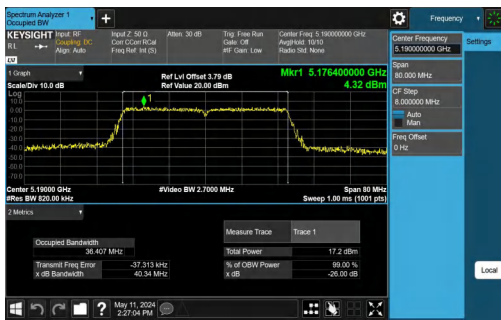 Spectrum Analyzer 1
Occupied BW
+
Frequency
KEYSIGHT
RL
Input: RF
Coupling: DC
Align: Auto
Input Z: 50 Ω
Corr CCorr RCal
Freq Ref: Int (S)
Atten: 30 dB
Trig: Free Run
Gate: Off
#IF Gain: Low
Center Freq: 5.190000000 GHz
Avg|Hold: 10/10
Radio Std: None
Center Frequency
5.190000000 GHz
Settings
Span
80.000 MHz
CF Step
8.000000 MHz
Auto
Man
Freq Offset
0 Hz
Local
1 Graph
Scale/Div 10.0 dB
Ref Lvl Offset 3.79 dB
Ref Value 20.00 dBm
Mkr1 5.176400000 GHz
4.32 dBm
Log
10.0
0.00
-10.0
-20.0
-30.0
-40.0
-50.0
-60.0
-70.0
1
Center 5.19000 GHz
#Res BW 820.00 kHz
#Video BW 2.7000 MHz
Span 80 MHz
Sweep 1.00 ms (1001 pts)
2 Metrics
Measure Trace
Trace 1
Occupied Bandwidth
36.407 MHz
Total Power
17.2 dBm
Transmit Freq Error
-37.313 kHz
% of OBW Power
99.00 %
x dB Bandwidth
40.34 MHz
x dB
-26.00 dB
?
May 11, 2024
2:27:04 PM